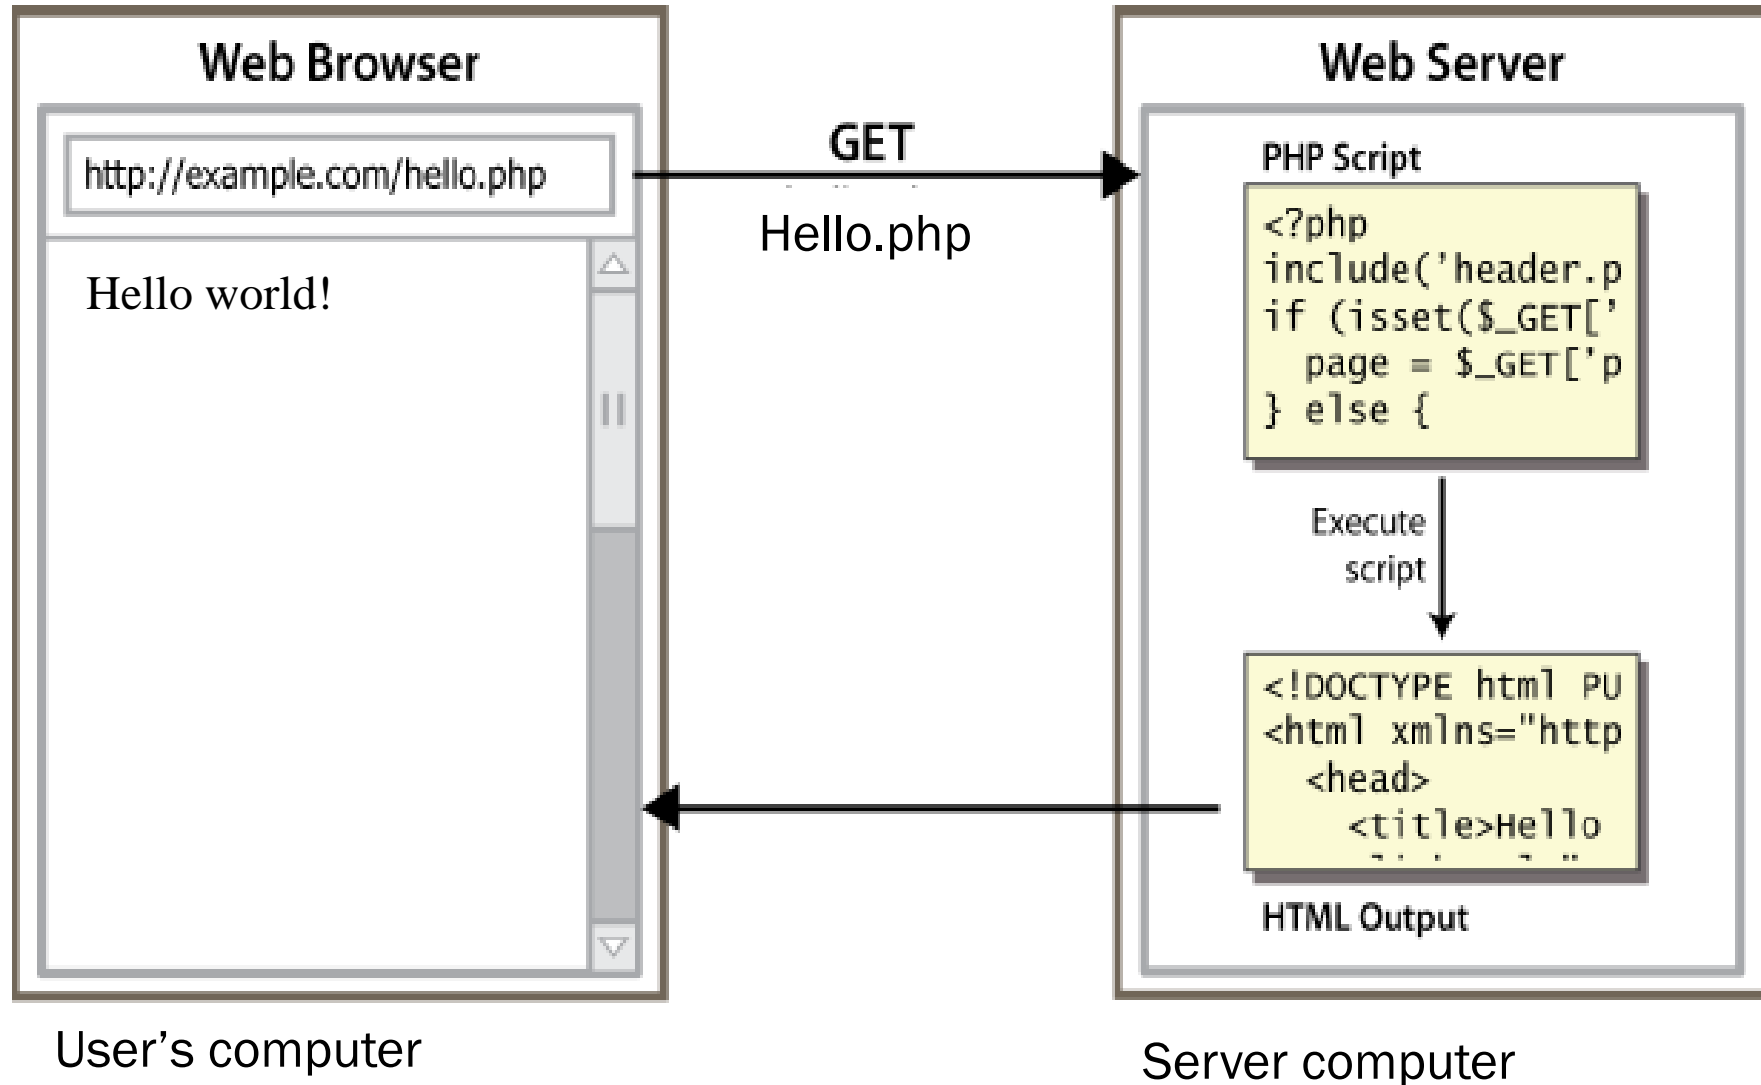 Web Browser
http://example.com/hello.php
Hello world!
User's computer
GET
Hello.php
Web Server
PHP Script
<?php
include('header.p
if (isset($_GET['
page = $_GET['p
} else {
Execute
script
<!DOCTYPE html PU
<html xmlns="http
<head>
<title>Hello
HTML Output
Server computer